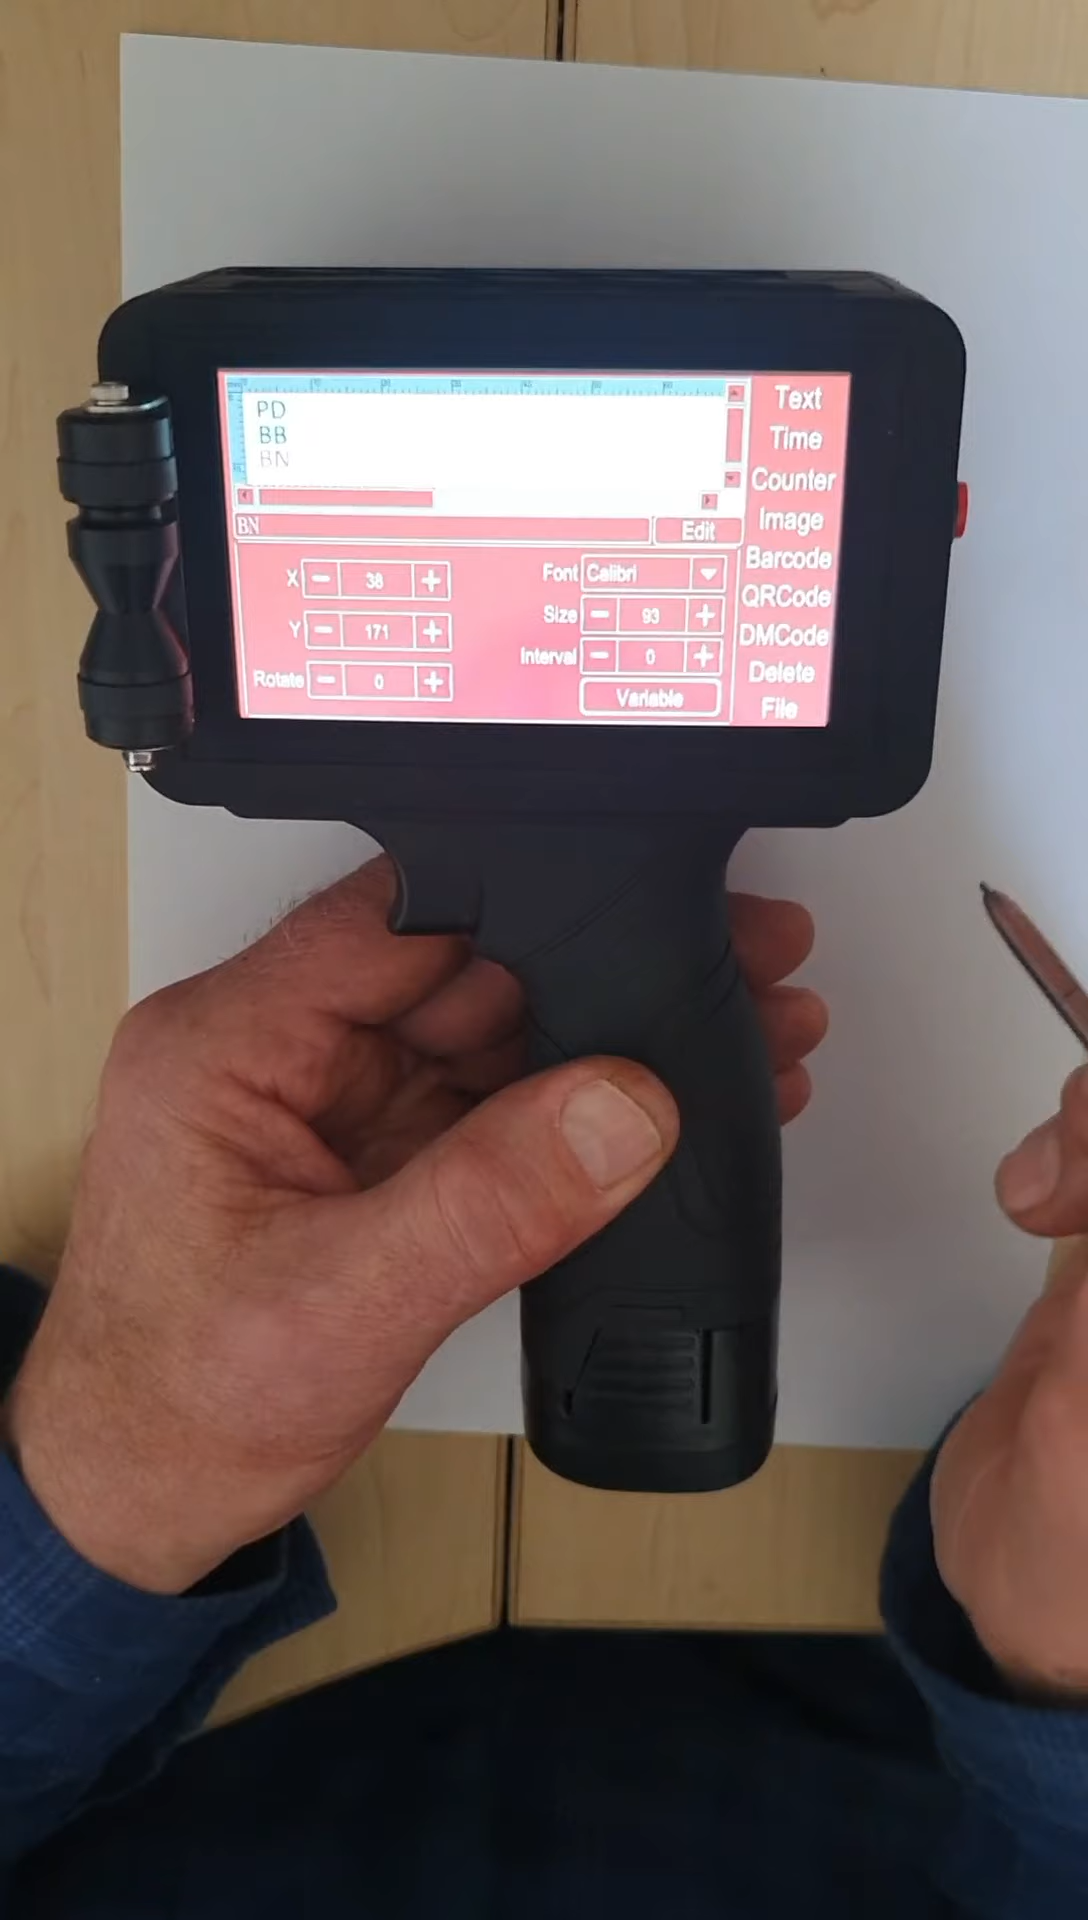 PD
BB
BN
BN Edit
X - 38 +
Y - 171 +
Rotate - 0 +
Font Calibri
Size - 93 +
Interval - 0 +
Variable
Text
Time
Counter
Image
Barcode
QRCode
DMCode
Delete
File